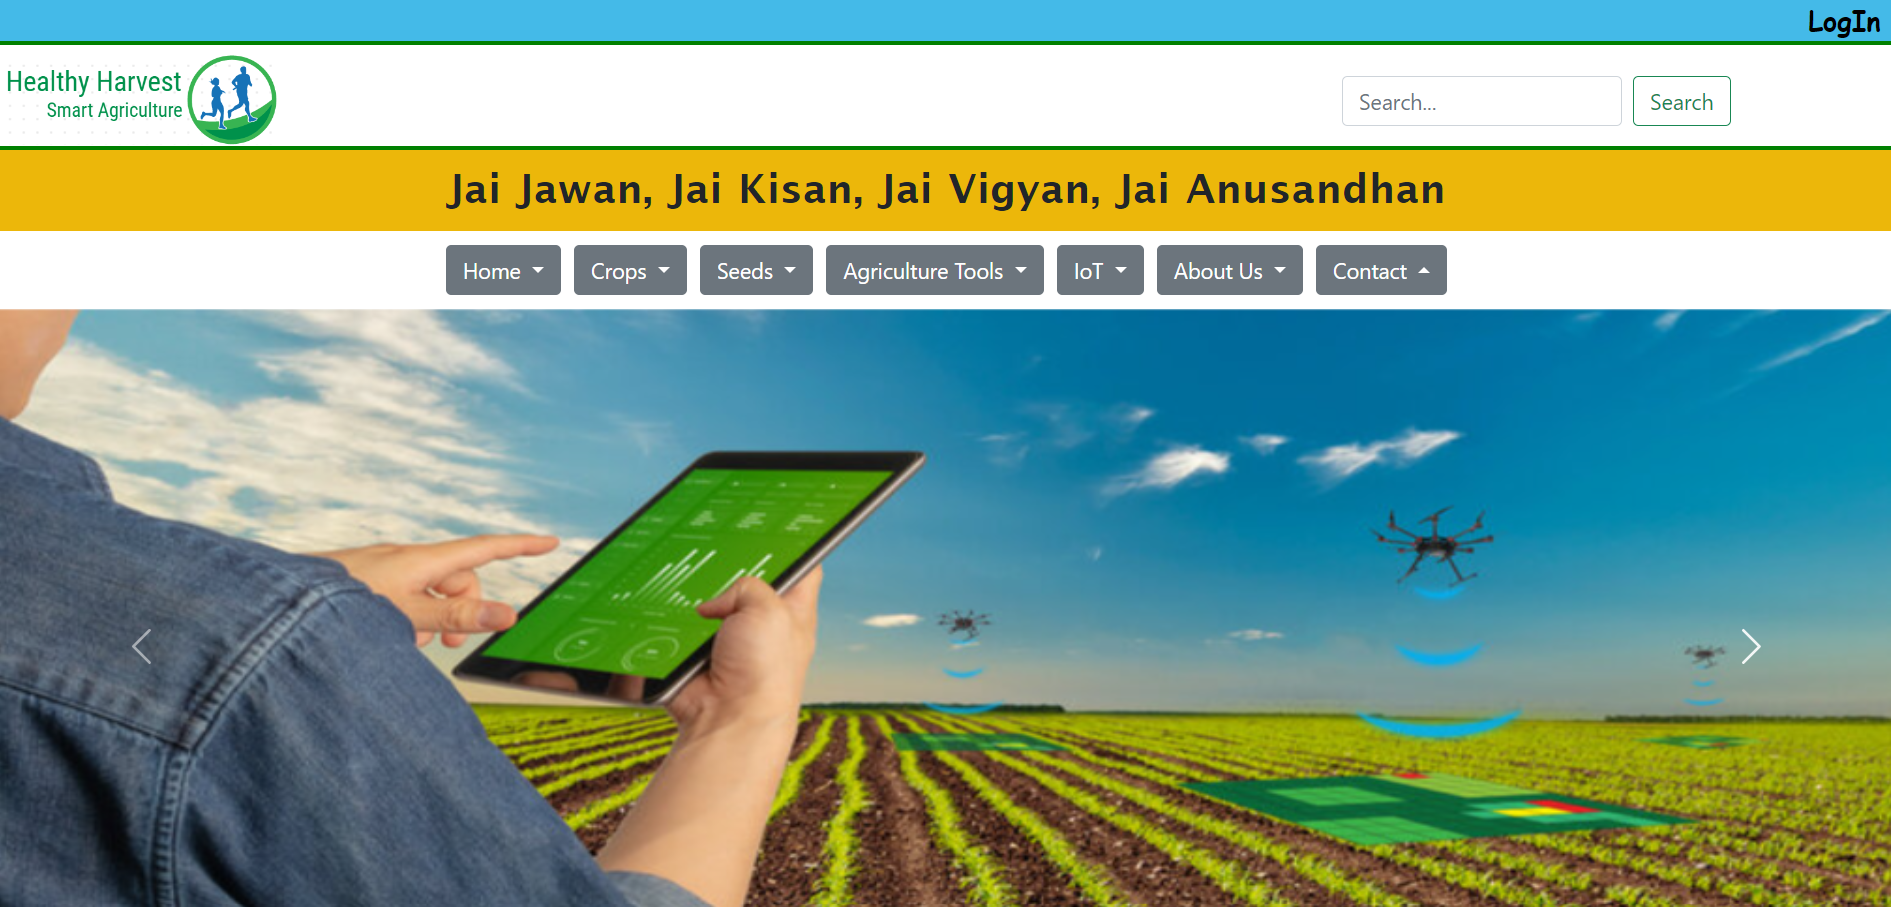 LogIn
Healthy Harvest
Smart Agriculture
Search...
Search
Jai Jawan, Jai Kisan, Jai Vigyan, Jai Anusandhan
Home
Crops
Seeds
Agriculture Tools
IoT
About Us
Contact